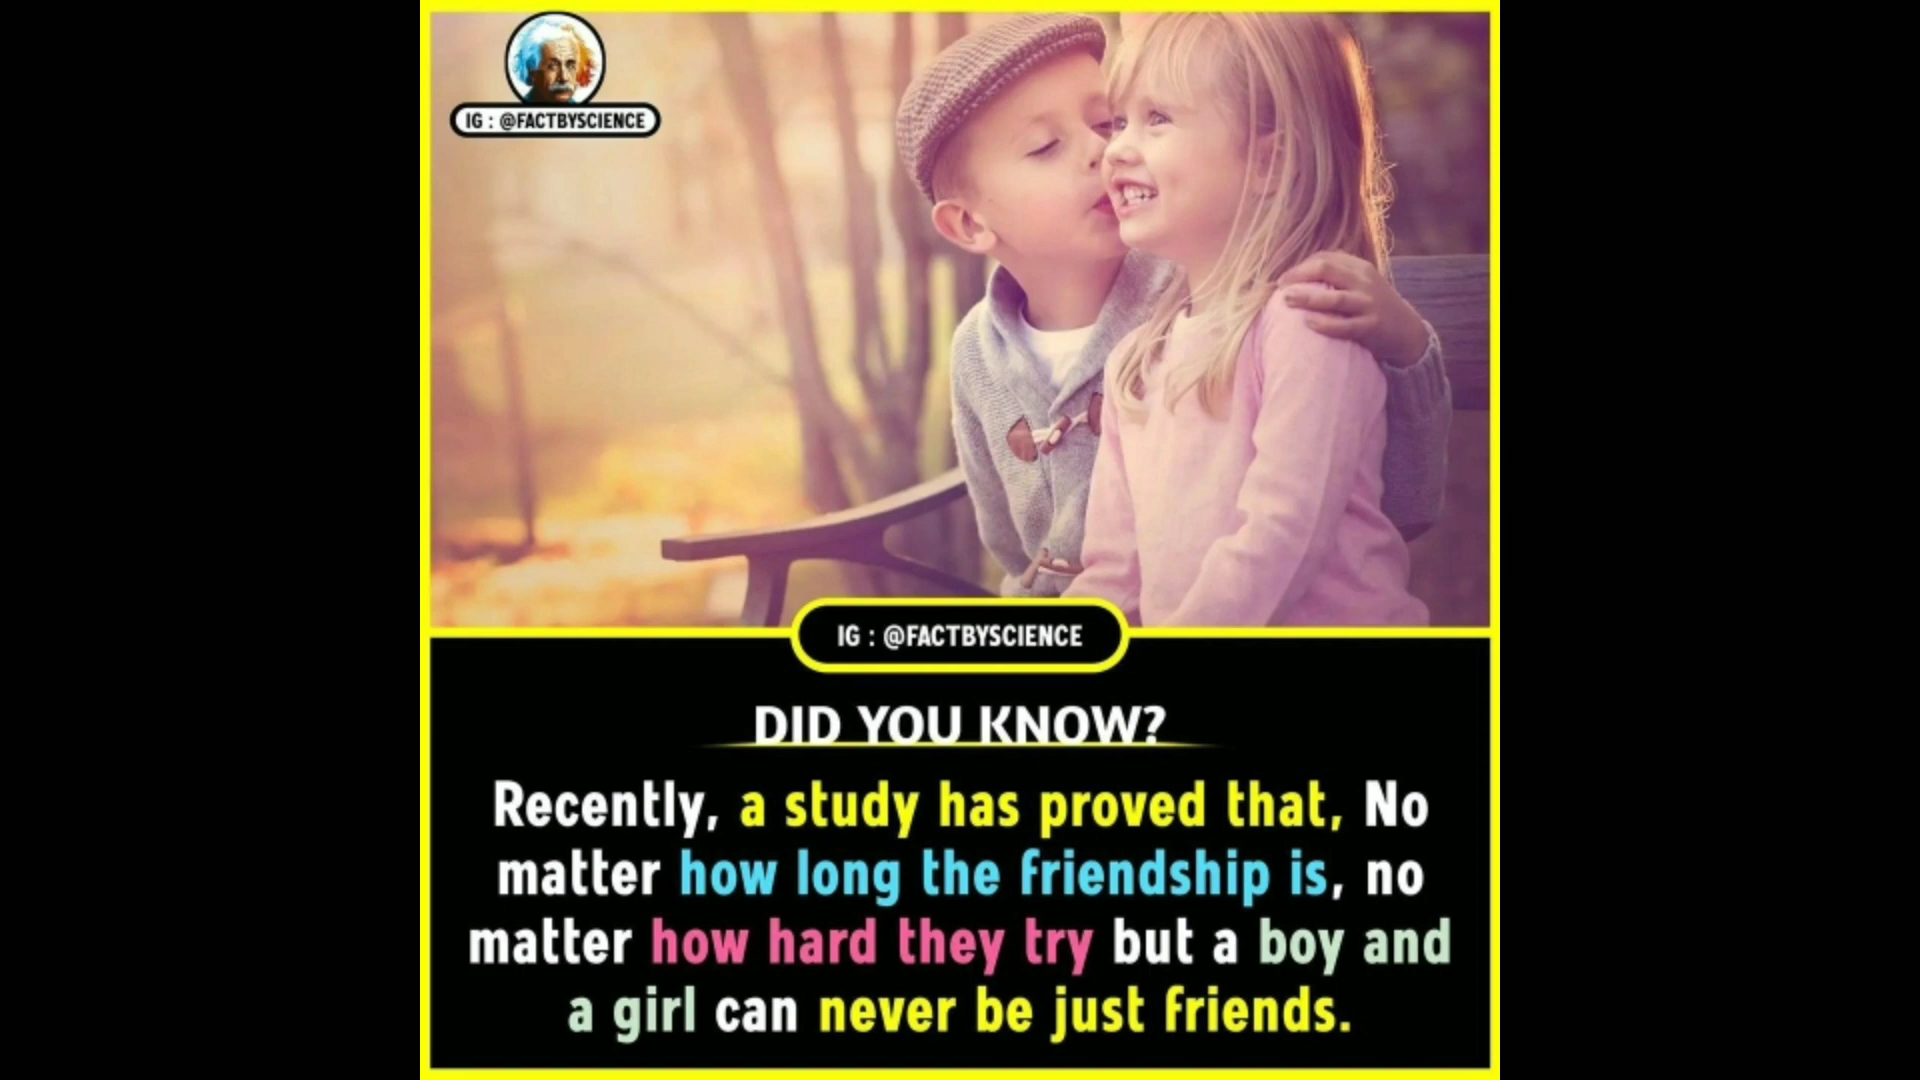 IG : @FACTBYSCIENCE
IG : @FACTBYSCIENCE
DID YOU KNOW?
Recently, a study has proved that, No
matter how long the friendship is, no
matter how hard they try but a boy and
a girl can never be just friends.